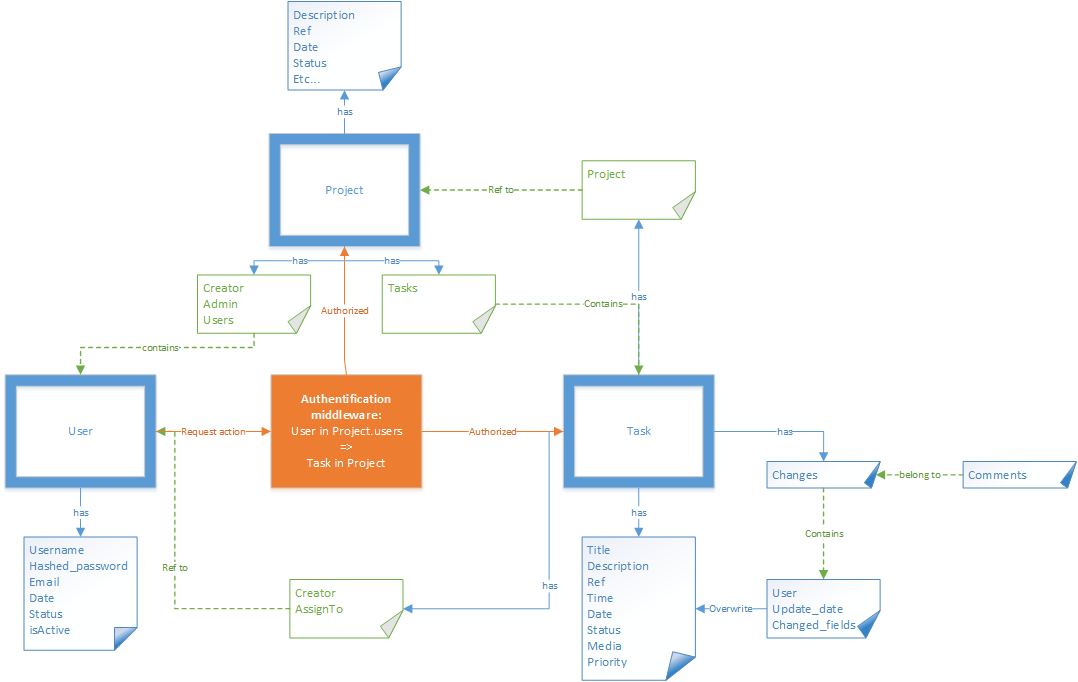 Description
Ref
Date
Status
Etc...
has
Project
Project
Ref to
has
has
Creator
Admin
Users
Tasks
Authorized
Contains
has
contains
User
Request action
Authentification
middleware:
User in Project.users
=>
Task in Project
Authorized
Task
has
Changes
belong to
Comments
has
has
Contains
Username
Hashed_password
Email
Date
Status
isActive
Ref to
Creator
AssignTo
has
Title
Description
Ref
Time
Date
Status
Media
Priority
Overwrite
User
Update_date
Changed_fields